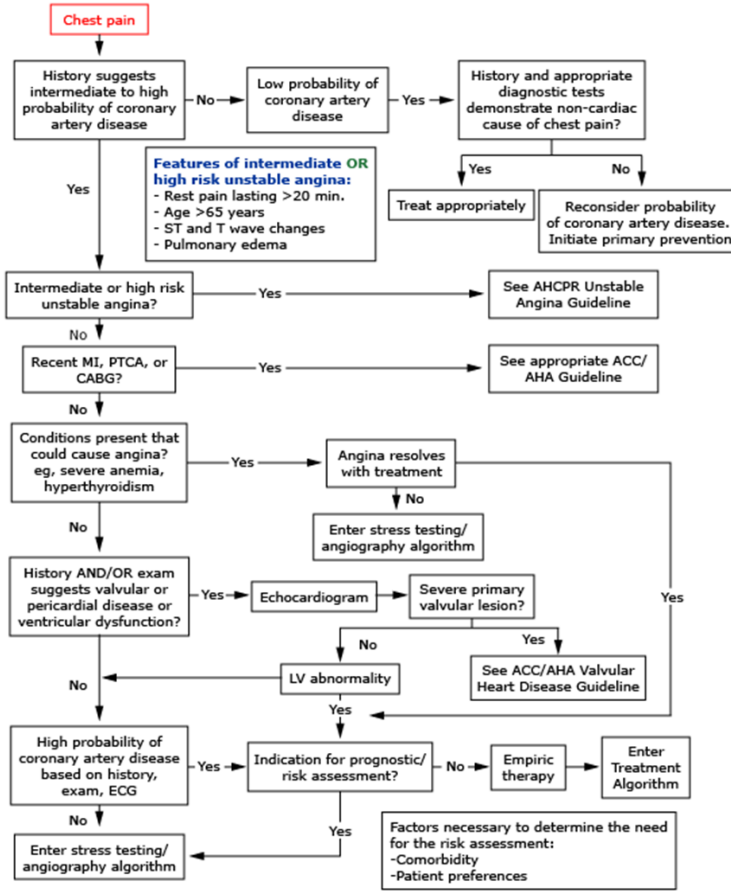 Chest pain
History suggests
intermediate to high
probability of coronary
artery disease
No
Low probability of
coronary artery
disease
Yes
History and appropriate
diagnostic tests
demonstrate non-cardiac
cause of chest pain?
Yes
Features of intermediate OR
high risk unstable angina:
- Rest pain lasting >20 min.
- Age >65 years
- ST and T wave changes
- Pulmonary edema
Yes
No
Treat appropriately
Reconsider probability
of coronary artery disease.
Initiate primary prevention
Intermediate or high risk
unstable angina?
Yes
See AHCPR Unstable
Angina Guideline
No
Recent MI, PTCA, or
CABG?
Yes
See appropriate ACC/
AHA Guideline
No
Conditions present that
could cause angina?
eg, severe anemia,
hyperthyroidism
Yes
Angina resolves
with treatment
No
Enter stress testing/
angiography algorithm
Yes
No
History AND/OR exam
suggests valvular or
pericardial disease or
ventricular dysfunction?
Yes
Echocardiogram
Severe primary
valvular lesion?
No
Yes
LV abnormality
See ACC/AHA Valvular
Heart Disease Guideline
No
Yes
High probability of
coronary artery disease
based on history,
exam, ECG
Yes
Indication for prognostic/
risk assessment?
No
Empiric
therapy
Enter
Treatment
Algorithm
No
Yes
Enter stress testing/
angiography algorithm
Factors necessary to determine the need
for the risk assessment:
-Comorbidity
-Patient preferences